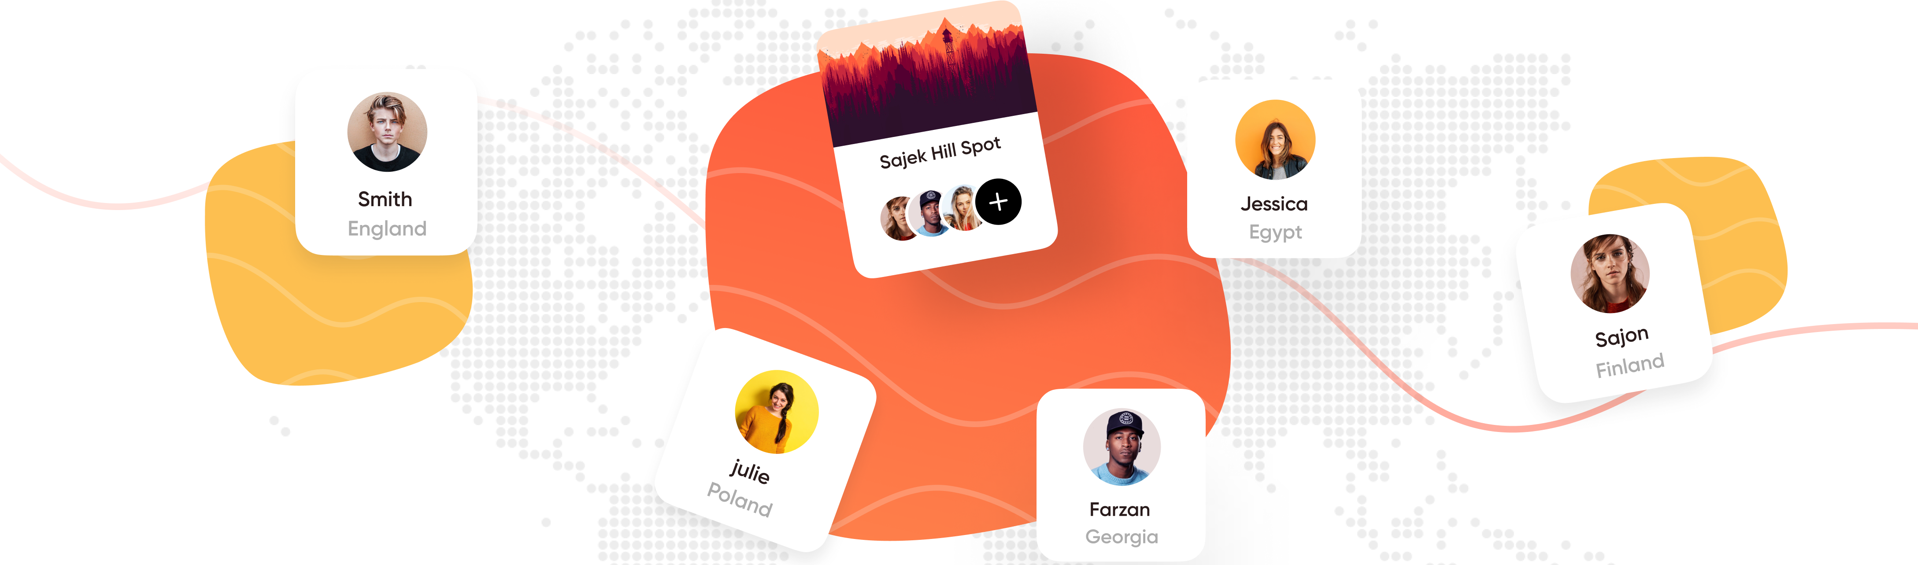 Sajek Hill Spot
Smith
England
Jessica
Egypt
Sajon
Finland
julie
Poland
Farzan
Georgia